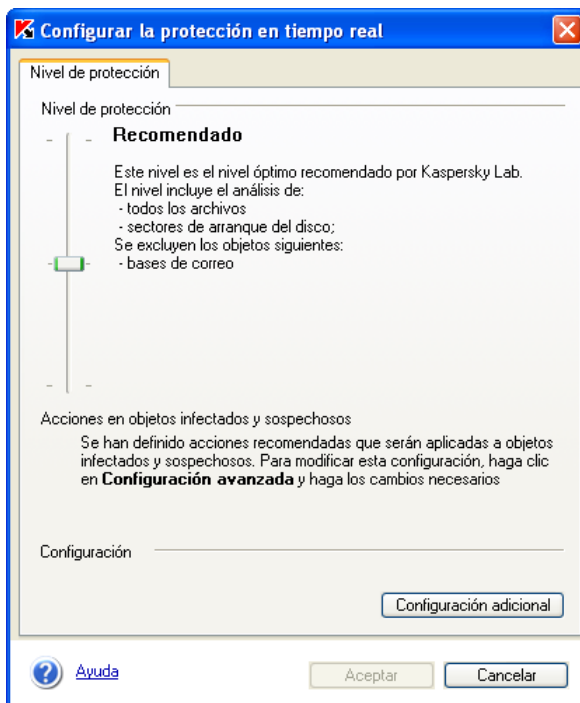 Configurar la protección en tiempo real
Nivel de protección
Nivel de protección
Recomendado
Este nivel es el nivel óptimo recomendado por Kaspersky Lab.
El nivel incluye el análisis de:
- todos los archivos
- sectores de arranque del disco;
Se excluyen los objetos siguientes:
- bases de correo
Acciones en objetos infectados y sospechosos
Se han definido acciones recomendadas que serán aplicadas a objetos
infectados y sospechosos. Para modificar esta configuración, haga clic
en Configuración avanzada y haga los cambios necesarios
Configuración
Configuración adicional
Ayuda
Aceptar
Cancelar